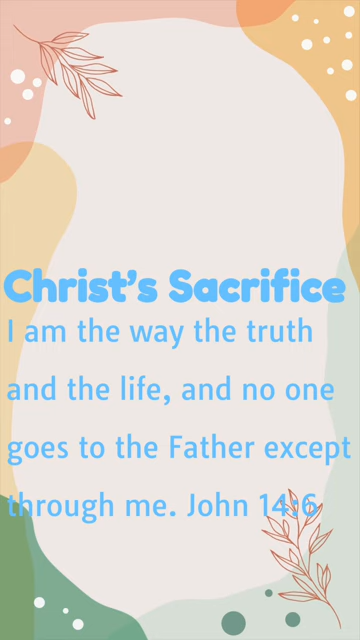 Christ’s Sacrifice
I am the way the truth
and the life, and no one
goes to the Father except
through me. John 14:6